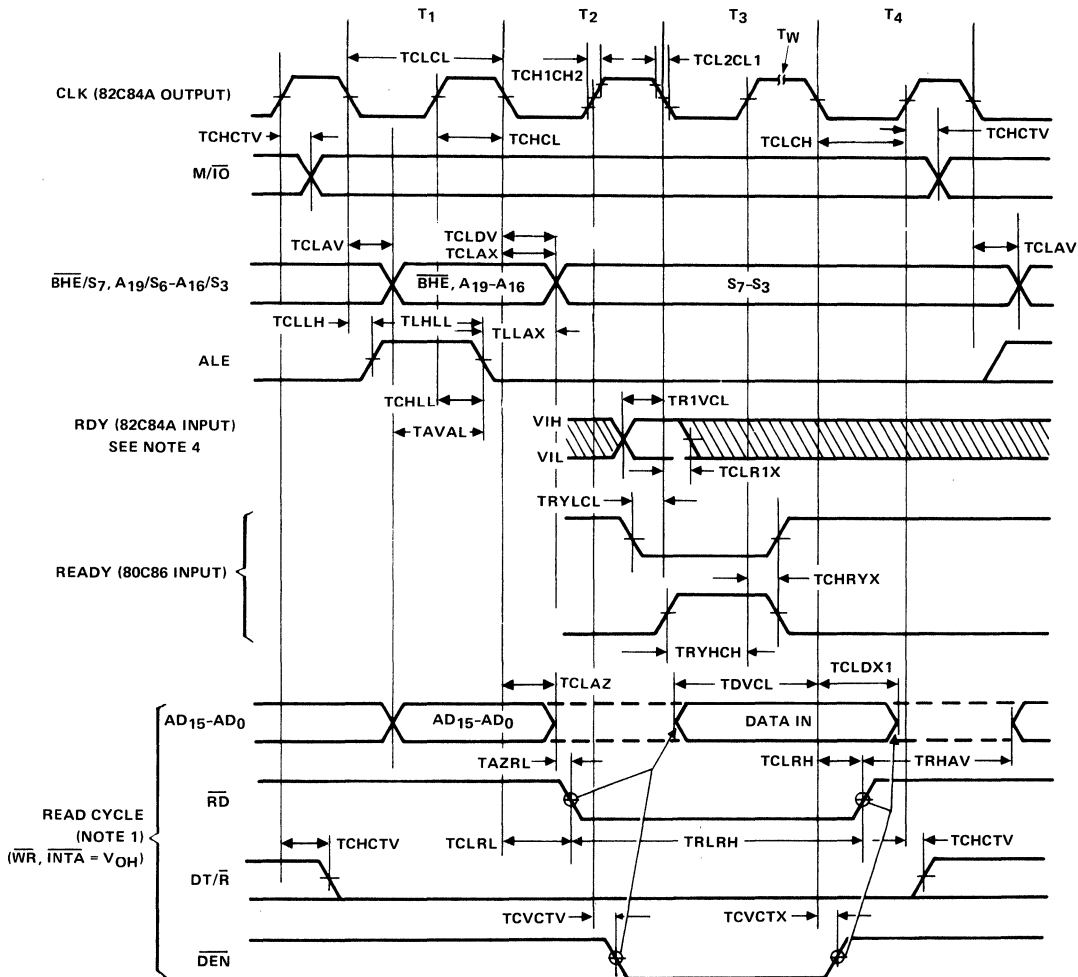 T1 T2 T3 T4
TCLCL TCH1CH2 TCL2CL1 TW
CLK (82C84A OUTPUT)
TCHCTV TCHCL TCLCH TCHCTV
M/IO
TCLAV TCLDV TCLAV
TCLAX
BHE/S7, A19/S6–A16/S3 BHE, A19–A16 S7–S3
TCLLH TLHLL TLLAX
ALE
TCHLL TR1VCL
RDY (82C84A INPUT) VIH
SEE NOTE 4 TAVAL VIL
TCLR1X
TRYLCL
READY (80C86 INPUT)
TCHRYX
TRYHCH
TCLAZ TDVCL TCLDX1
AD15–AD0 AD15–AD0 DATA IN
TAZRL TCLRH TRHAV
RD
READ CYCLE
(NOTE 1)
(WR, INTA = VOH)
TCHCTV TCLRL TRLRH TCHCTV
DT/R
TCVCTV TCVCTX
DEN